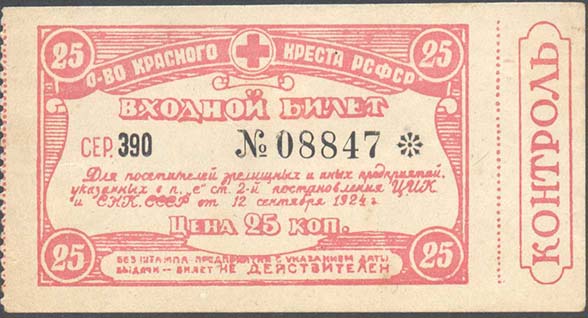 25 О-ВО КРАСНОГО КРЕСТА РСФСР 25
ВХОДНОЙ БИЛЕТ
СЕР. 390 № 08847 *
Для посетителей зрелищных и иных предприятий,
указанных в п. „е" ст. 2-й постановления ЦИК
и СНК. СССР от 12 сентября 1924 г.
ЦЕНА 25 КОП.
25 БЕЗ ШТАМПА ПРЕДПРИЯТИЯ С УКАЗАНИЕМ ДАТЫ 25
ВЫДАЧИ — БИЛЕТ НЕ ДЕЙСТВИТЕЛЕН
КОНТРОЛЬ